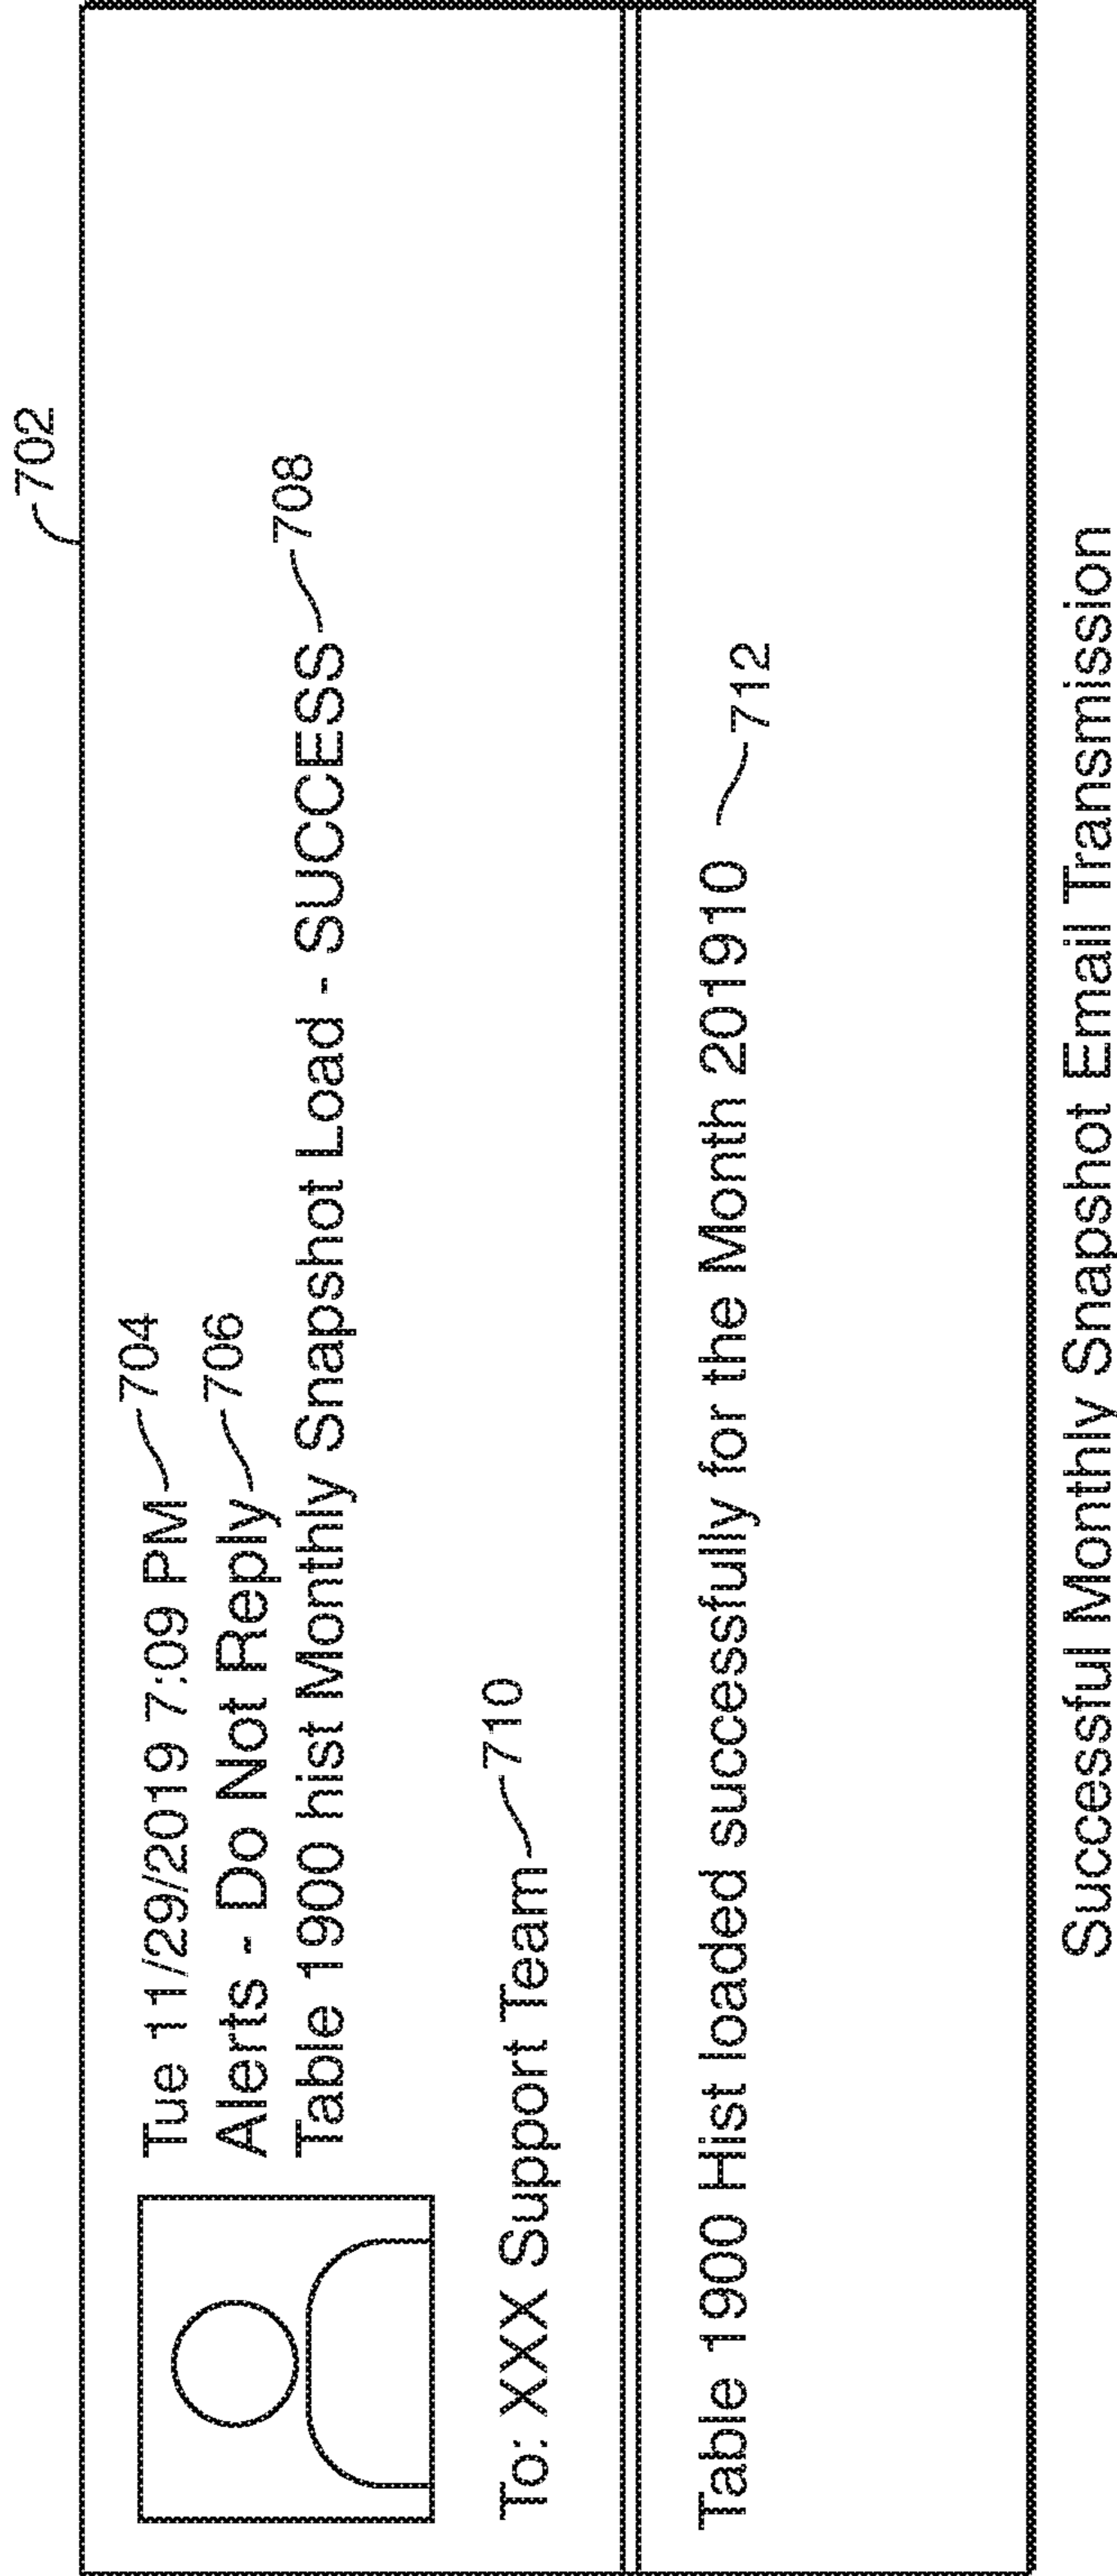 702
Tue 11/29/2019 7:09 PM 704
Alerts - Do Not Reply 706
Table 1900 hist Monthly Snapshot Load - SUCCESS 708
To: XXX Support Team 710
Table 1900 Hist loaded successfully for the Month 201910 712
Successful Monthly Snapshot Email Transmission